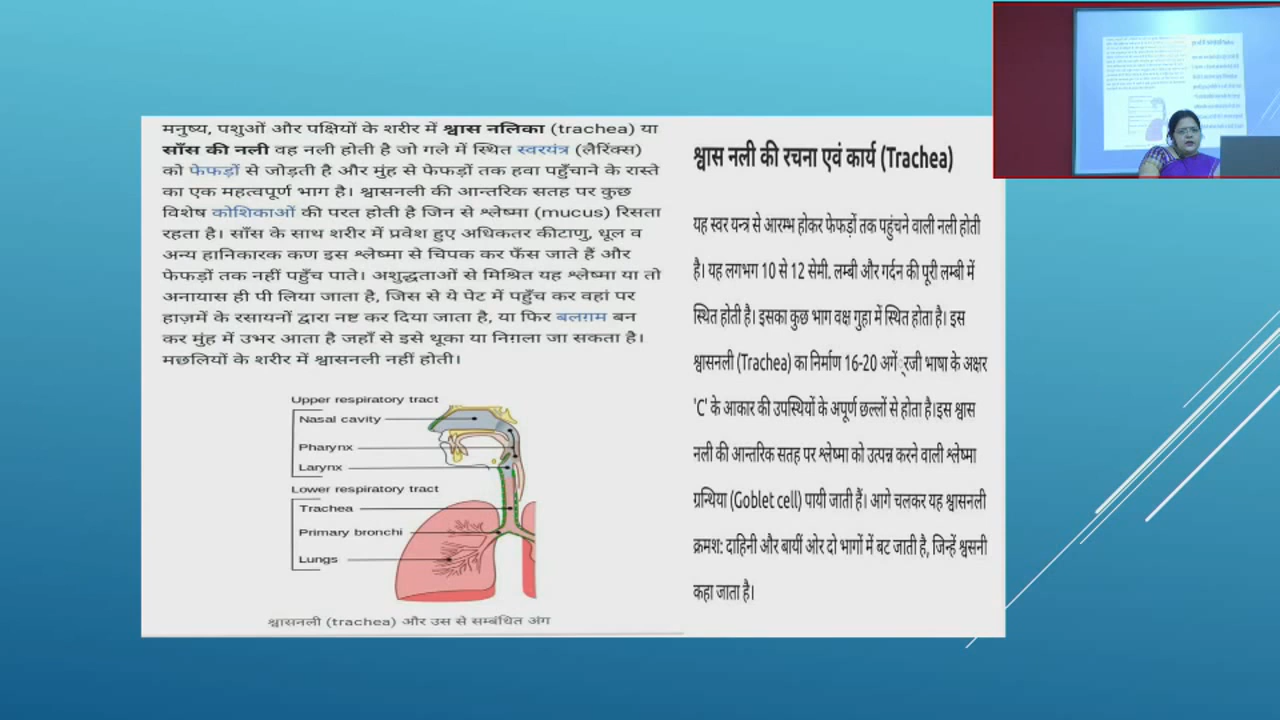 मनुष्य, पशुओं और पक्षियों के शरीर में श्वास नलिका (trachea) या
साँस की नली वह नली होती है जो गले में स्थित स्वरयंत्र (लैरिंक्स)
को फेफड़ों से जोड़ती है और मुंह से फेफड़ों तक हवा पहुँचाने के रास्ते
का एक महत्वपूर्ण भाग है। श्वासनली की आन्तरिक सतह पर कुछ
विशेष कोशिकाओं की परत होती है जिन से श्लेष्मा (mucus) रिसता
रहता है। साँस के साथ शरीर में प्रवेश हुए अधिकतर कीटाणु, धूल व
अन्य हानिकारक कण इस श्लेष्मा से चिपक कर फँस जाते हैं और
फेफड़ों तक नहीं पहुँच पाते। अशुद्धताओं से मिश्रित यह श्लेष्मा या तो
अनायास ही पी लिया जाता है, जिस से ये पेट में पहुँच कर वहां पर
हाज़में के रसायनों द्वारा नष्ट कर दिया जाता है, या फिर बलग़म बन
कर मुंह में उभर आता है जहाँ से इसे थूका या निग़ला जा सकता है।
मछलियों के शरीर में श्वासनली नहीं होती।
Upper respiratory tract
Nasal cavity
Pharynx
Larynx
Lower respiratory tract
Trachea
Primary bronchi
Lungs
श्वासनली (trachea) और उस से सम्बंधित अंग
श्वास नली की रचना एवं कार्य (Trachea)
यह स्वर यन्त्र से आरम्भ होकर फेफड़ों तक पहुंचने वाली नली होती
है। यह लगभग 10 से 12 सेमी. लम्बी और गर्दन की पूरी लम्बी में
स्थित होती है। इसका कुछ भाग वक्ष गुहा में स्थित होता है। इस
श्वासनली (Trachea) का निर्माण 16-20 अगें्रजी भाषा के अक्षर
'C' के आकार की उपस्थियों के अपूर्ण छल्लों से होता है।इस श्वास
नली की आन्तरिक सतह पर श्लेष्मा को उत्पन्न करने वाली श्लेष्मा
ग्रन्थिया (Goblet cell) पायी जाती हैं। आगे चलकर यह श्वासनली
क्रमश: दाहिनी और बायीं ओर दो भागों में बट जाती है, जिन्हें श्वसनी
कहा जाता है।